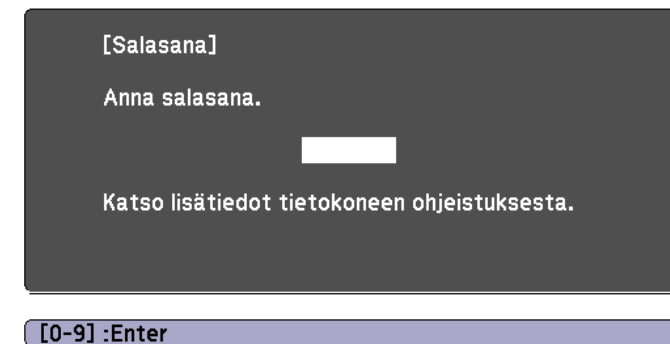 [Salasana]
Anna salasana.
Katso lisätiedot tietokoneen ohjeistuksesta.
[0-9] :Enter